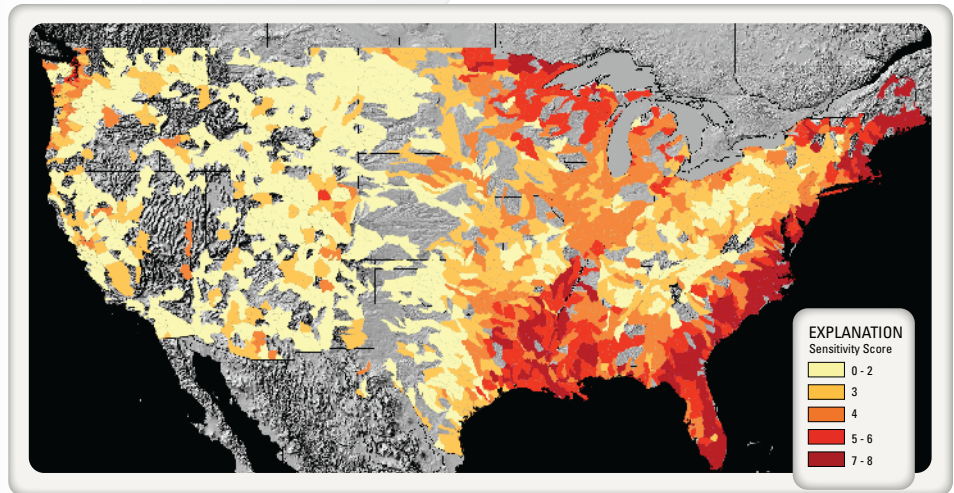 EXPLANATION
Sensitivity Score
0 - 2
3
4
5 - 6
7 - 8